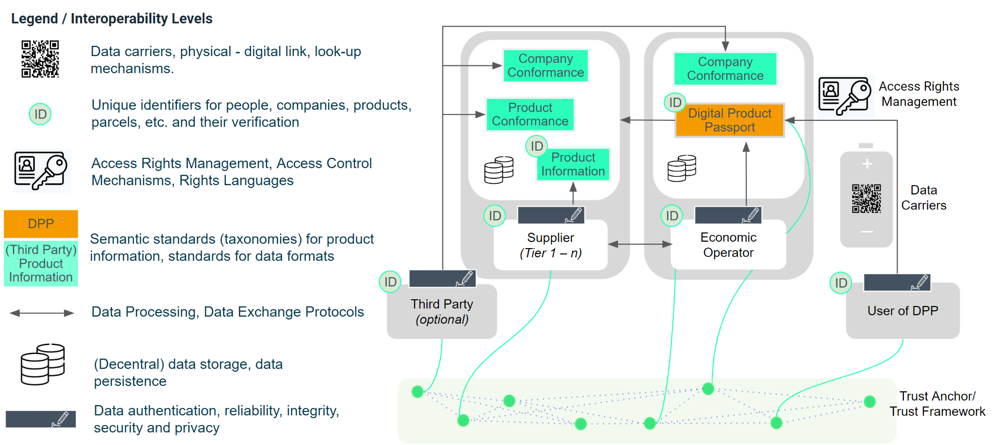 Legend / Interoperability Levels
Data carriers, physical - digital link, look-up
mechanisms.
ID
Unique identifiers for people, companies, products,
parcels, etc. and their verification
Access Rights Management, Access Control
Mechanisms, Rights Languages
DPP
(Third Party)
Product
Information
Semantic standards (taxonomies) for product
information, standards for data formats
Data Processing, Data Exchange Protocols
(Decentral) data storage, data
persistence
Data authentication, reliability, integrity,
security and privacy
Company
Conformance
Product
Conformance
ID
Product
Information
ID
Supplier
(Tier 1 – n)
Company
Conformance
ID
Digital Product
Passport
ID
Economic
Operator
Access Rights
Management
+
–
Data
Carriers
ID
Third Party
(optional)
ID
User of DPP
Trust Anchor/
Trust Framework